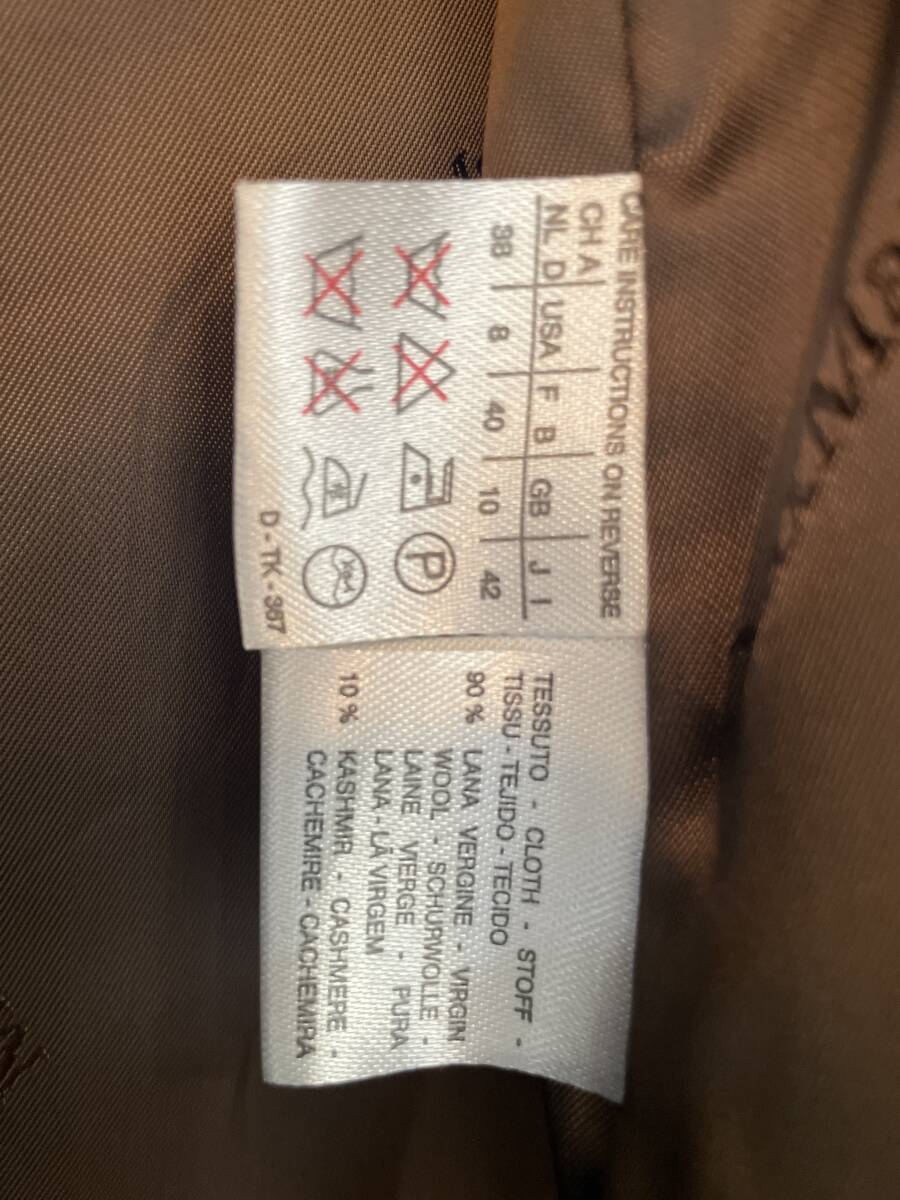 CARE INSTRUCTIONS ON REVERSE
CH A
NL D USA F B GB J I
38 8 40 10 42
P
D - TK - 387
TESSUTO - CLOTH - STOFF -
TISSU - TEJIDO - TECIDO
90 % LANA VERGINE - VIRGIN
WOOL - SCHURWOLLE -
LAINE VIERGE - PURA
LANA - LÃ VIRGEM
10 % KASHMIR - CASHMERE -
CACHEMIRE - CACHEMIRA